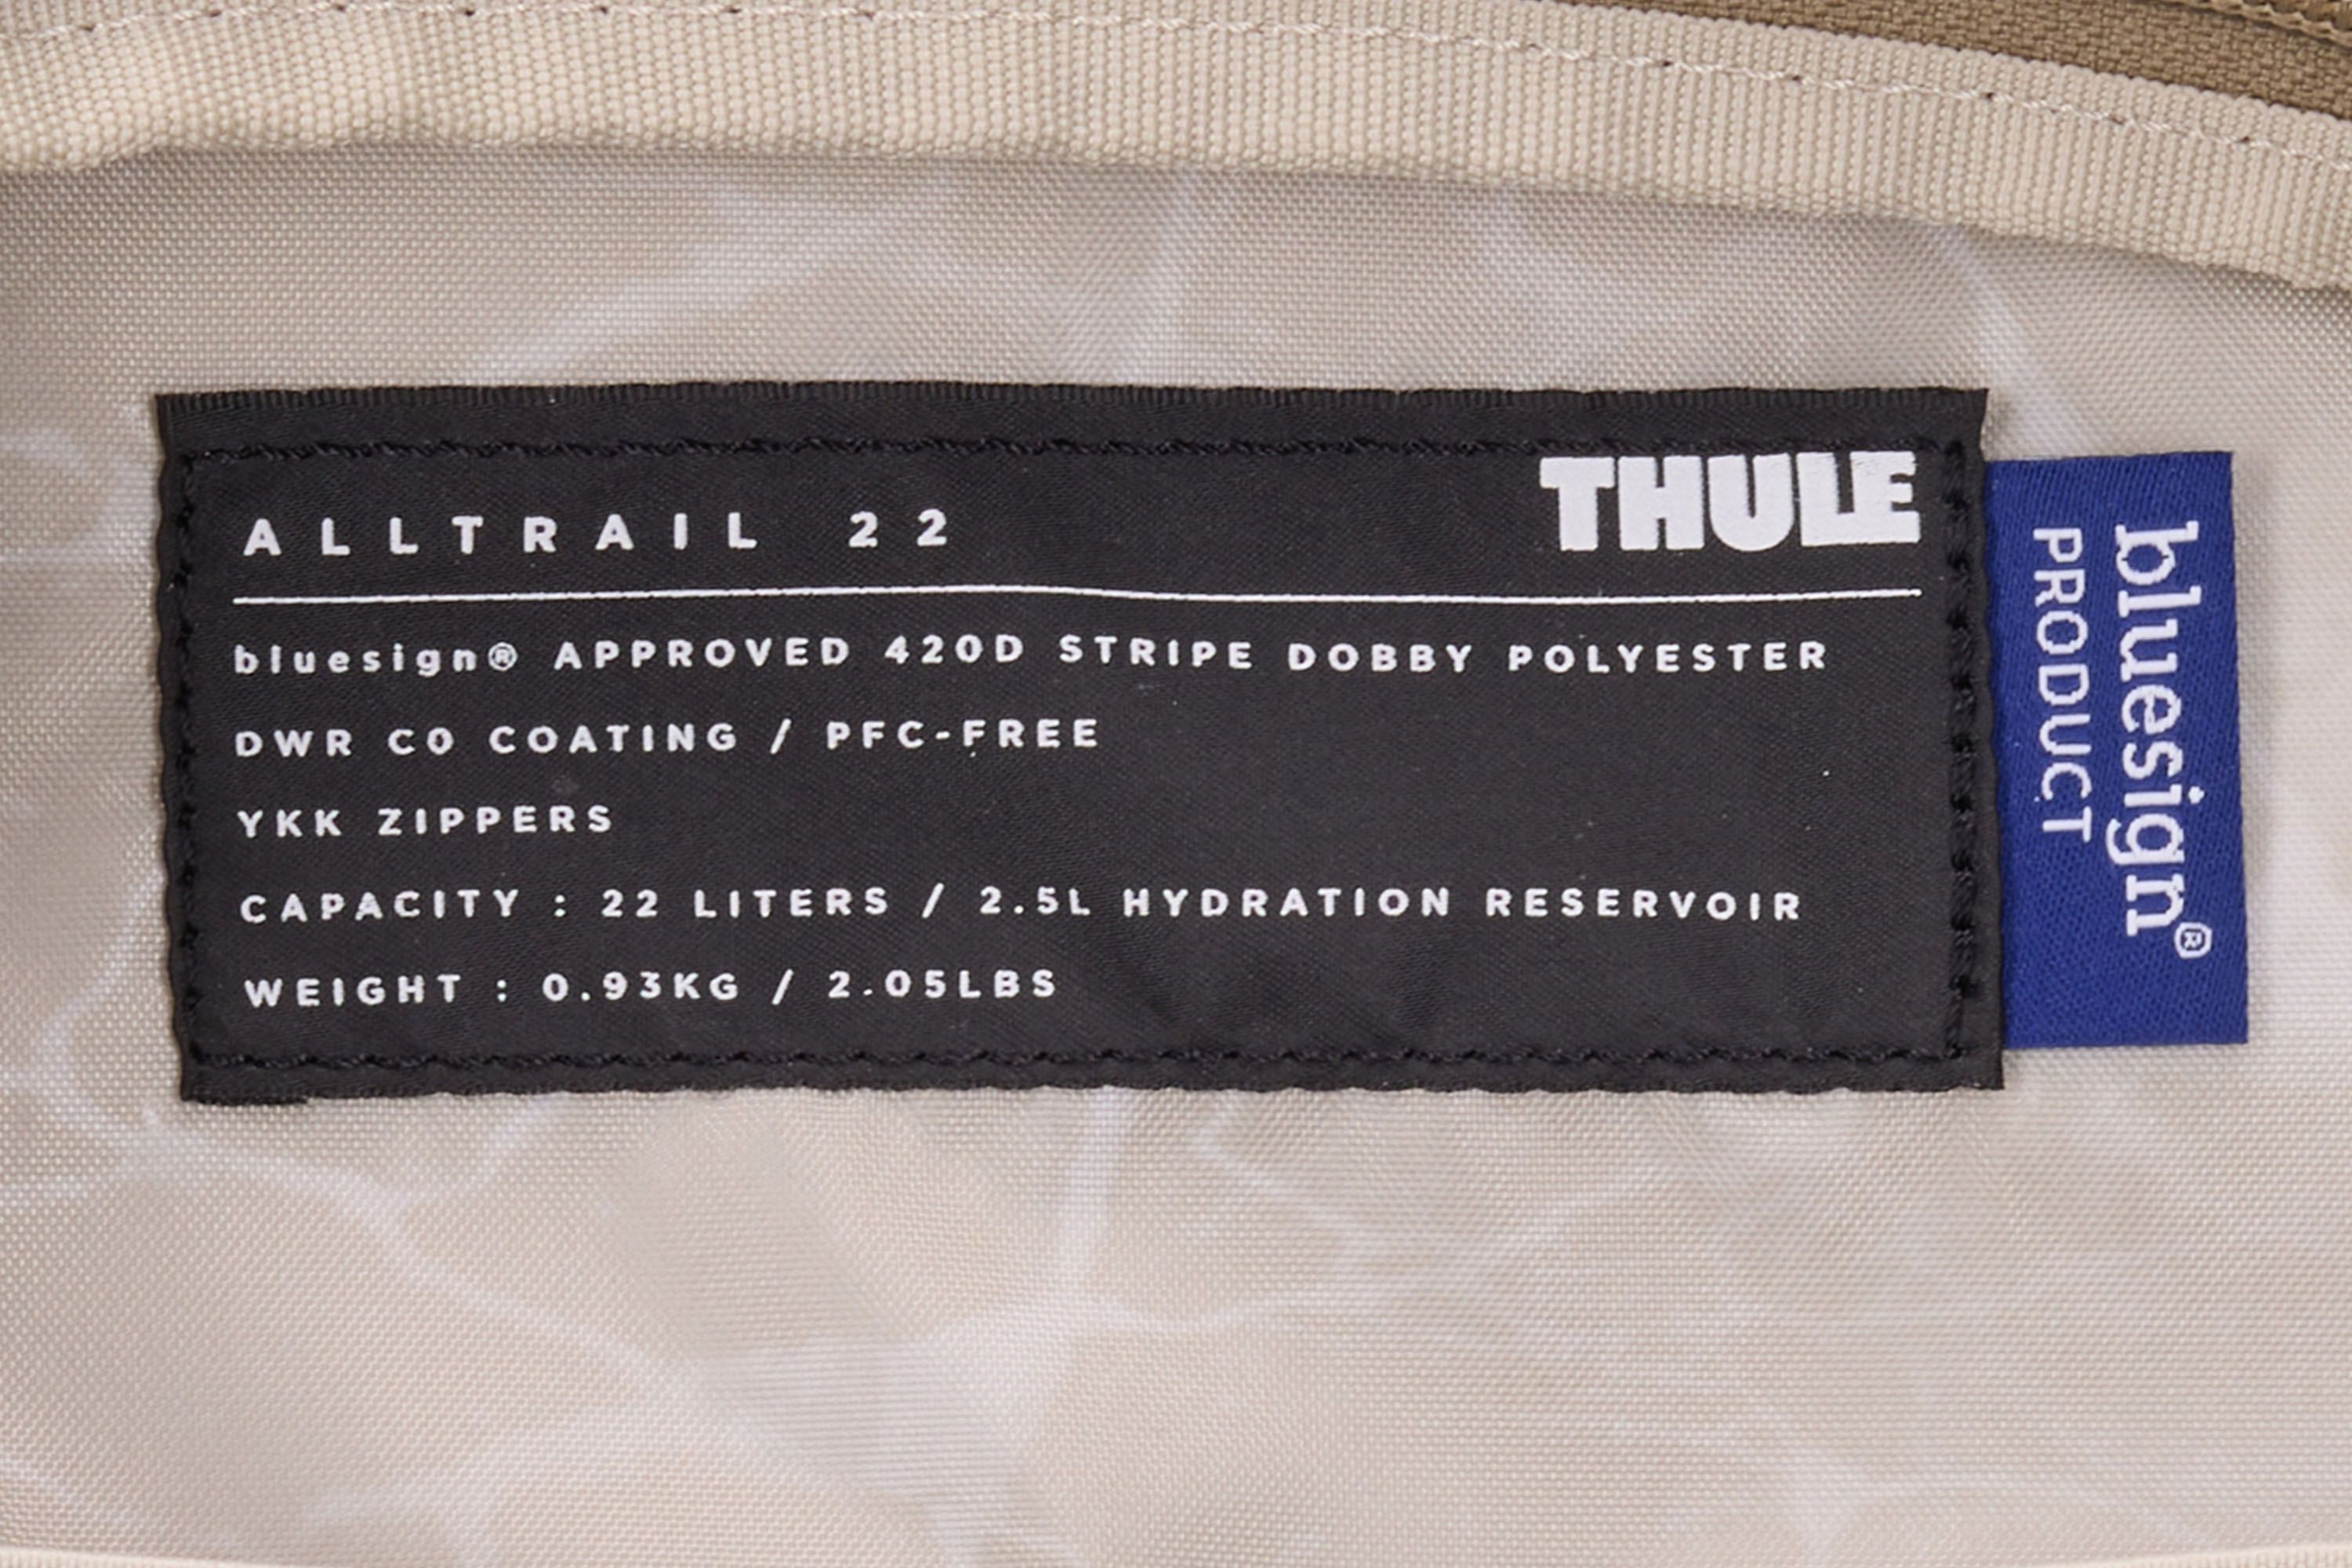 ALLTRAIL 22
THULE
bluesign® APPROVED 420D STRIPE DOBBY POLYESTER
DWR C0 COATING / PFC-FREE
YKK ZIPPERS
CAPACITY : 22 LITERS / 2.5L HYDRATION RESERVOIR
WEIGHT : 0.93KG / 2.05LBS
bluesign®
PRODUCT